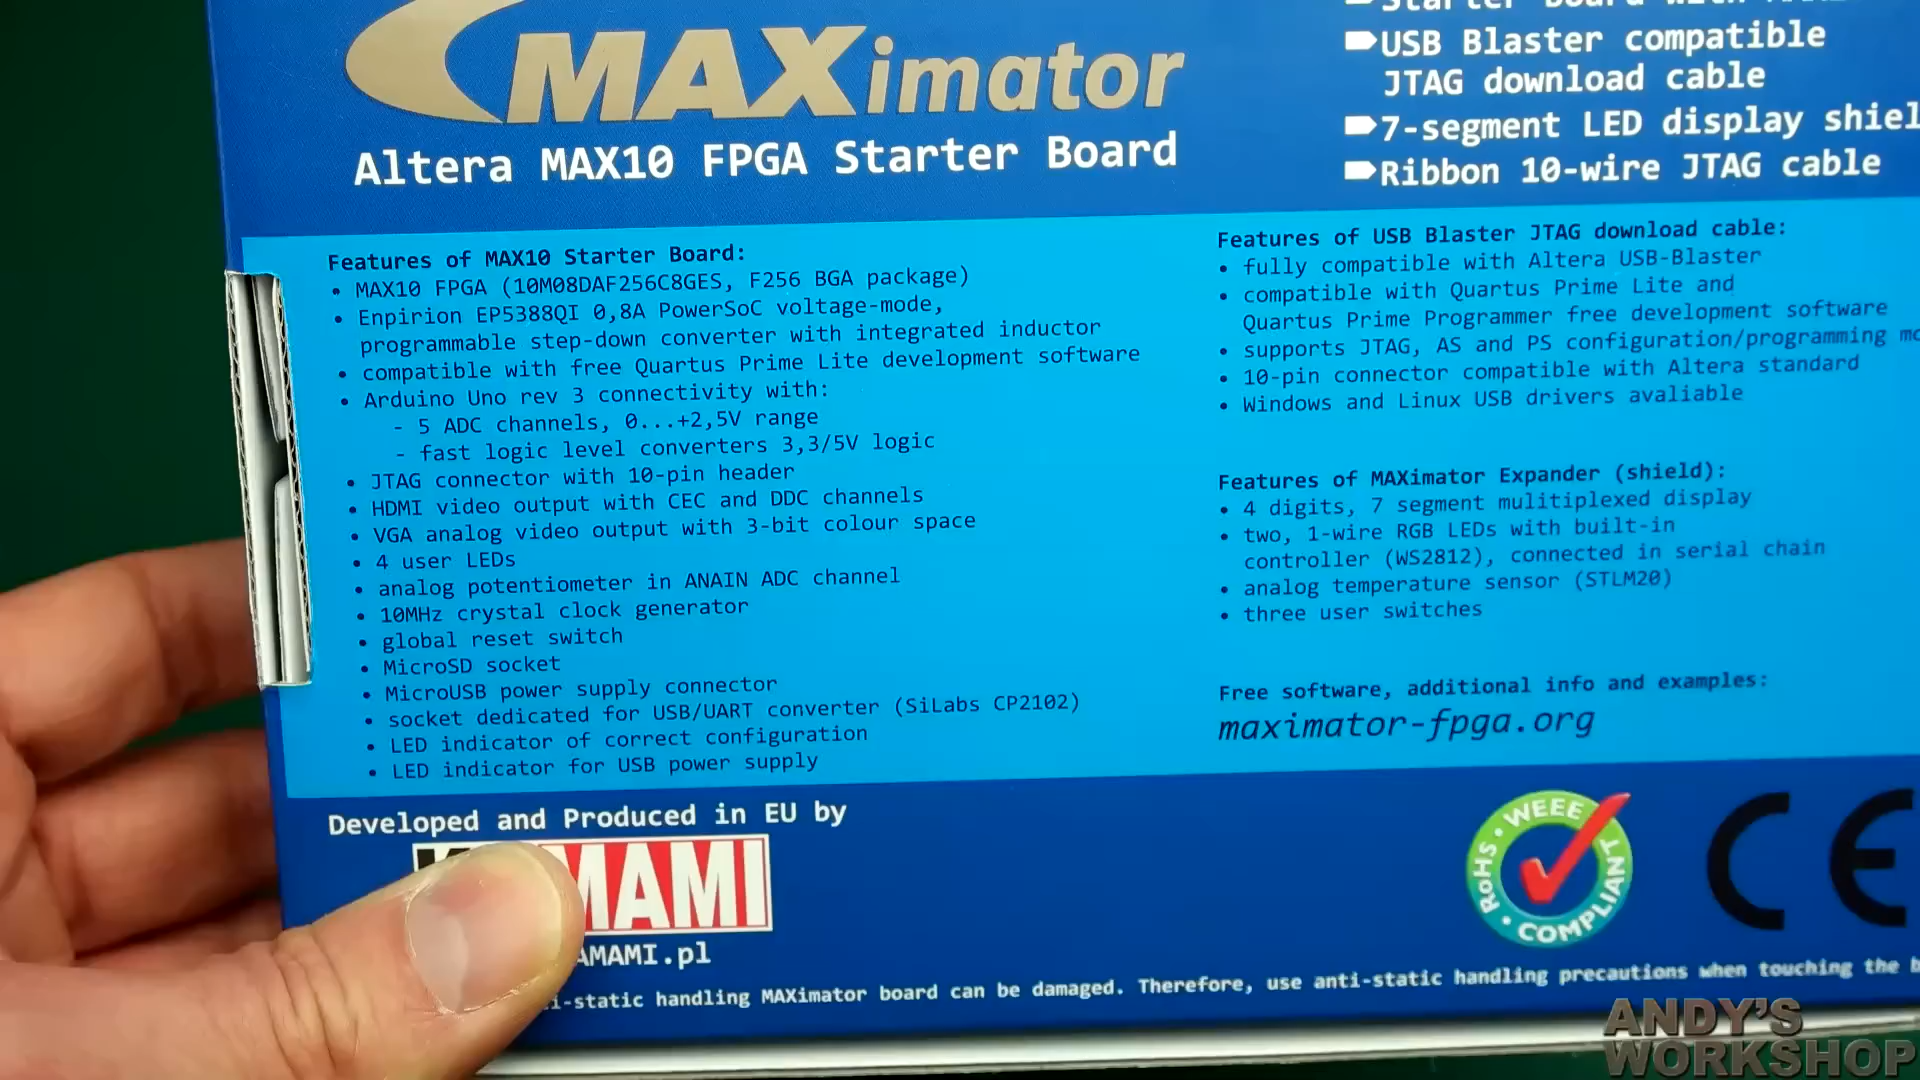 MAXimator
Altera MAX10 FPGA Starter Board
Starter board with
USB Blaster compatible
JTAG download cable
7-segment LED display
Ribbon 10-wire JTAG cable
Features of MAX10 Starter Board:
• MAX10 FPGA (10M08DAF256C8GES, F256 BGA package)
• Enpirion EP5388QI 0,8A PowerSoC voltage-mode,
programmable step-down converter with integrated inductor
• compatible with free Quartus Prime Lite development software
• Arduino Uno rev 3 connectivity with:
- 5 ADC channels, 0...+2,5V range
- fast logic level converters 3,3/5V logic
• JTAG connector with 10-pin header
• HDMI video output with CEC and DDC channels
• VGA analog video output with 3-bit colour space
• 4 user LEDs
• analog potentiometer in ANAIN ADC channel
• 10MHz crystal clock generator
• global reset switch
• MicroSD socket
• MicroUSB power supply connector
• socket dedicated for USB/UART converter (SiLabs CP2102)
• LED indicator of correct configuration
• LED indicator for USB power supply
Features of USB Blaster JTAG download cable:
• fully compatible with Altera USB-Blaster
• compatible with Quartus Prime Lite and
Quartus Prime Programmer free development software
• supports JTAG, AS and PS configuration/programming
• 10-pin connector compatible with Altera standard
• Windows and Linux USB drivers avaliable
Features of MAXimator Expander (shield):
• 4 digits, 7 segment mulitiplexed display
• two, 1-wire RGB LEDs with built-in
controller (WS2812), connected in serial chain
• analog temperature sensor (STLM20)
• three user switches
Free software, additional info and examples:
maximator-fpga.org
Developed and Produced in EU by
MAMI
AMAMI.pl
RoHS • WEEE • COMPLIANT
CE
i-static handling MAXimator board can be damaged. Therefore, use anti-static handling precautions when touching the
ANDY'S
WORKSHOP